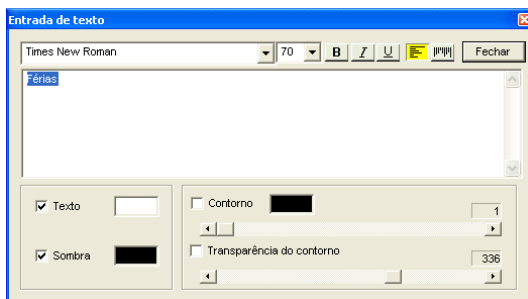 Entrada de texto
Times New Roman 70 B I U Fechar
Férias
Texto
Contorno
1
Sombra
Transparência do contorno
336